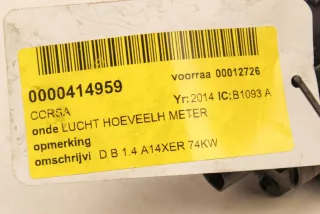 voorraa 00012726
0000414959
Yr:2014 IC:B1093 A
CORSA
onde LUCHT HOEVEELH METER
opmerking
omschrijvi D B 1.4 A14XER 74KW